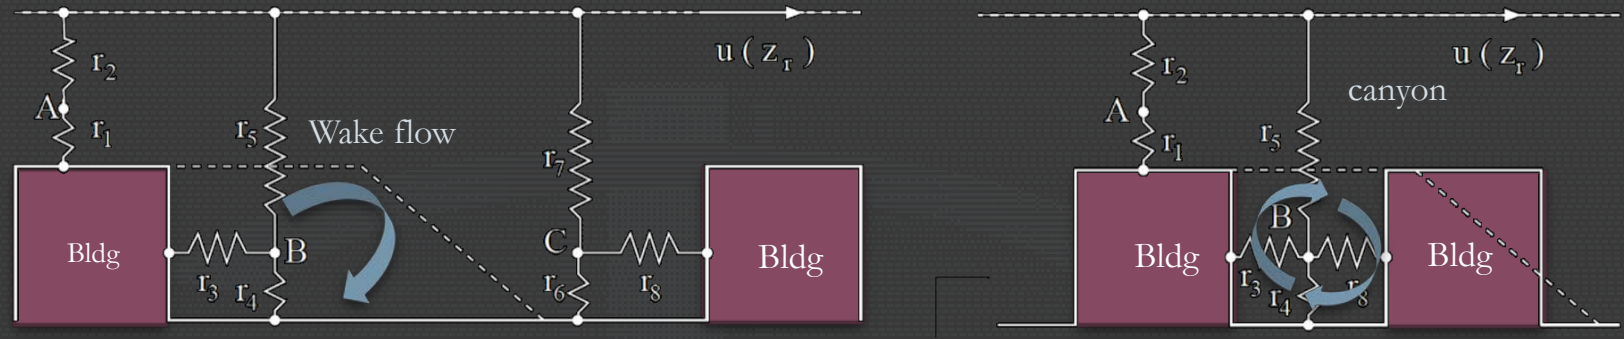 r₂
A
r₁
r₅
Wake flow
r₇
u ( zᵣ )
Bldg
r₃
r₄
B
C
r₆
r₈
Bldg
r₂
A
r₁
r₅
u ( zᵣ )
canyon
Bldg
B
r₃
r₄
r₈
Bldg